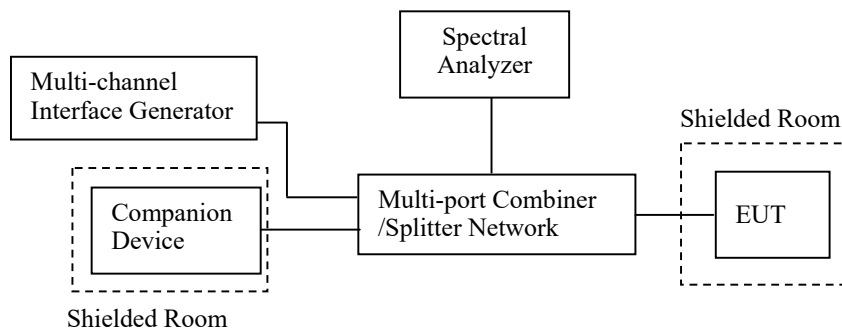 Spectral
Analyzer
Multi-channel
Interface Generator
Shielded Room
Companion
Device
Multi-port Combiner
/Splitter Network
EUT
Shielded Room